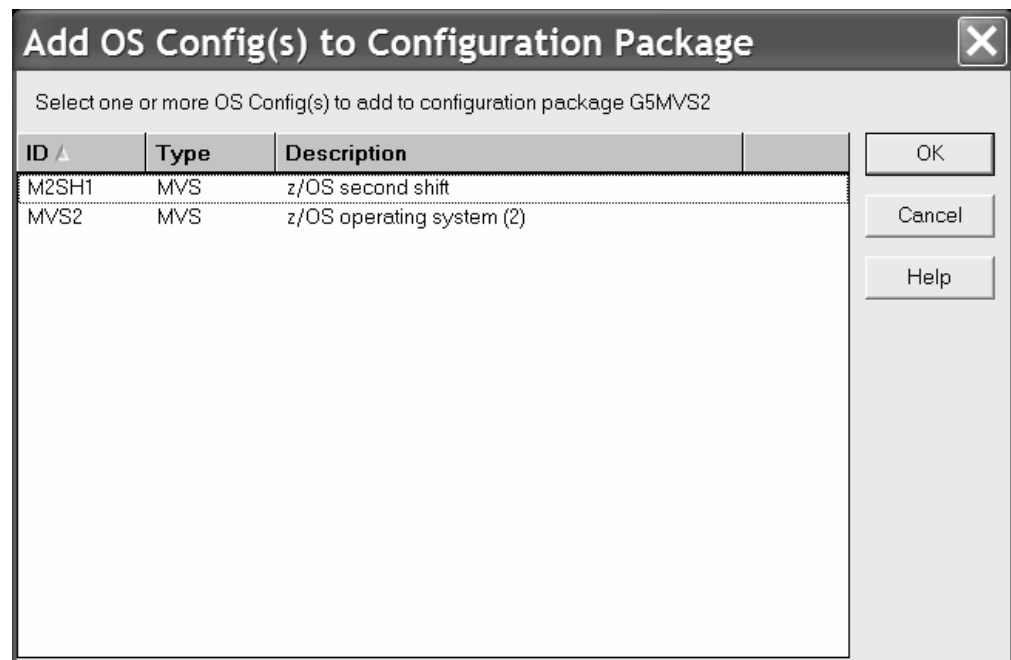 Add OS Config(s) to Configuration Package
Select one or more OS Config(s) to add to configuration package G5MVS2
ID Type Description
M2SH1 MVS z/OS second shift
MVS2 MVS z/OS operating system (2)
OK
Cancel
Help